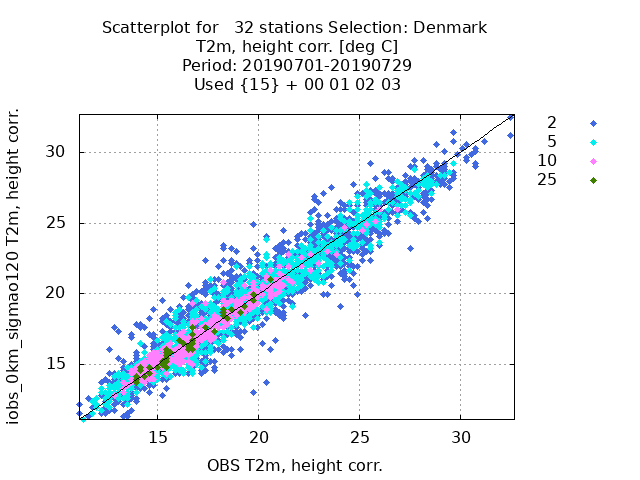 Scatterplot for 32 stations Selection: Denmark
T2m, height corr. [deg C]
Period: 20190701-20190729
Used {15} + 00 01 02 03
2
5
10
25
iobs_0km_sigmao120 T2m, height corr.
30
25
20
15
15 20 25 30
OBS T2m, height corr.